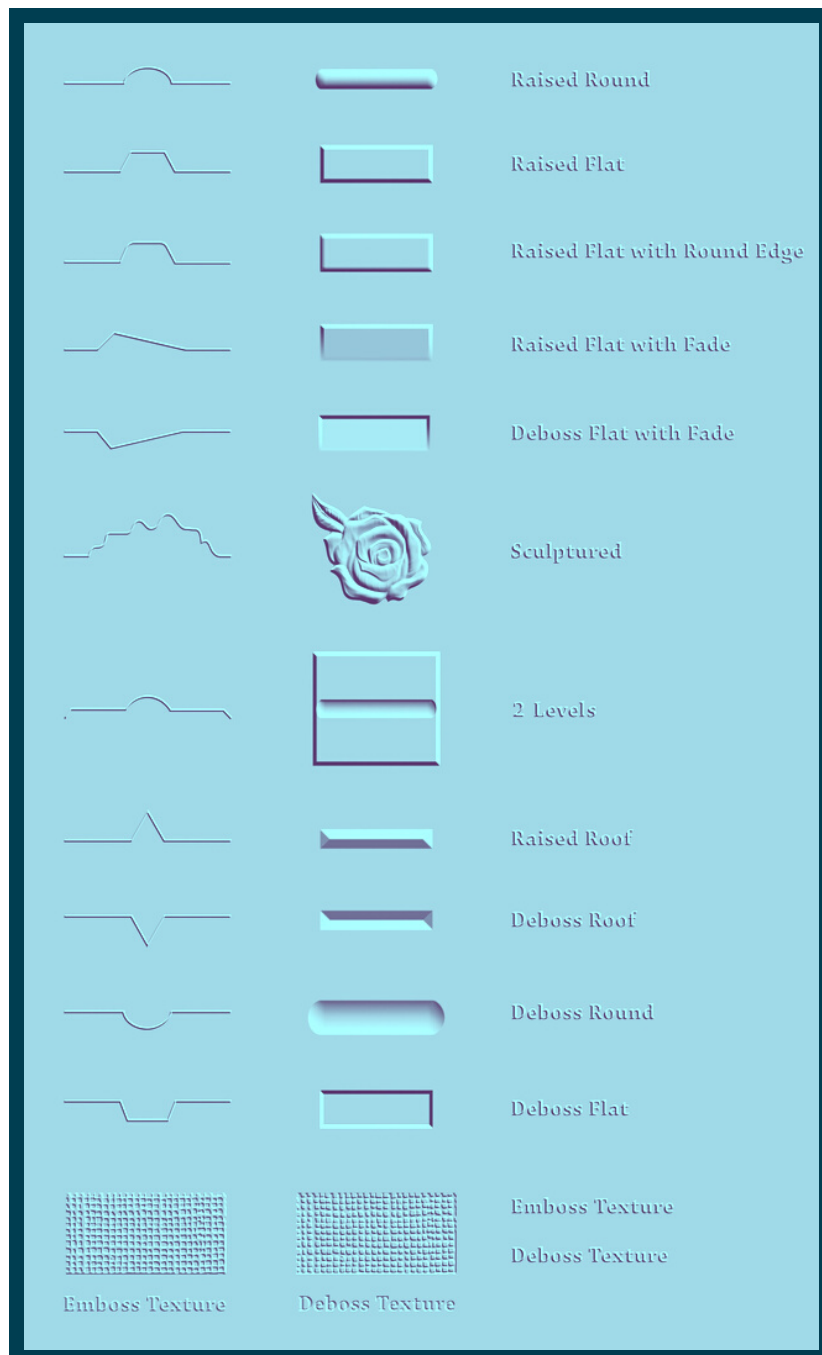 Raised Round
Raised Flat
Raised Flat with Round Edge
Raised Flat with Fade
Deboss Flat with Fade
Sculptured
2 Levels
Raised Roof
Deboss Roof
Deboss Round
Deboss Flat
Emboss Texture
Deboss Texture
Emboss Texture
Deboss Texture